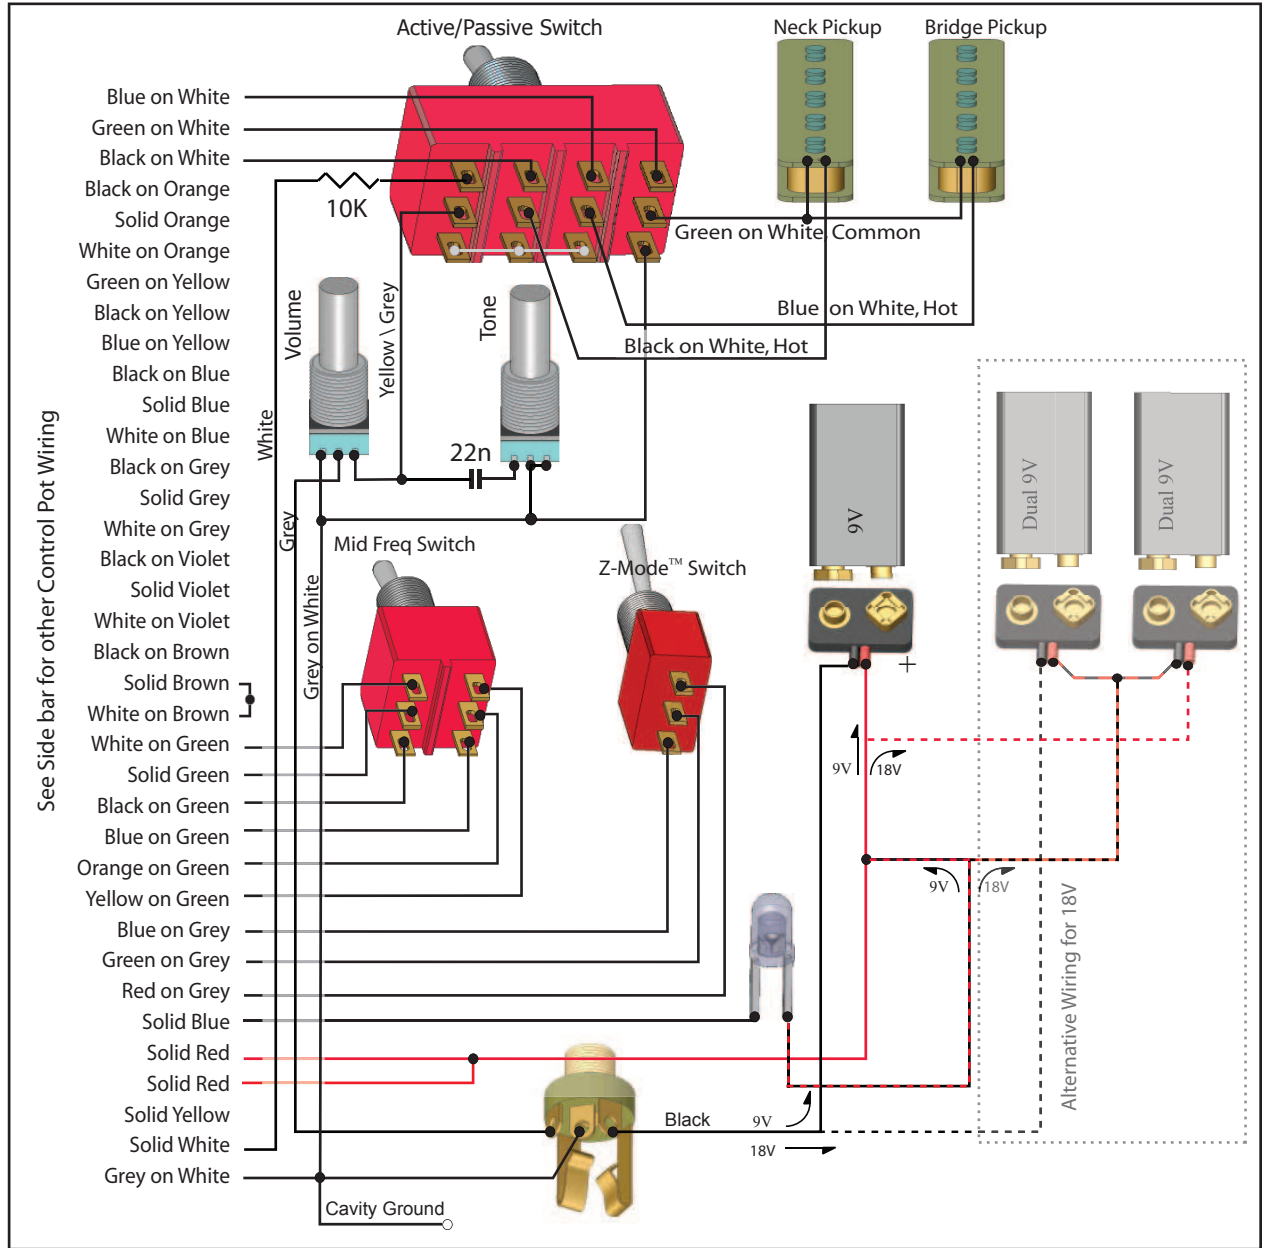 Active/Passive Switch
Neck Pickup
Bridge Pickup
Blue on White
Green on White
Black on White
Black on Orange
Solid Orange
White on Orange
Green on Yellow
Black on Yellow
Blue on Yellow
Black on Blue
Solid Blue
White on Blue
Black on Grey
Solid Grey
White on Grey
Black on Violet
Solid Violet
White on Violet
Black on Brown
Solid Brown
White on Brown
White on Green
Solid Green
Black on Green
Blue on Green
Orange on Green
Yellow on Green
Blue on Grey
Green on Grey
Red on Grey
Solid Blue
Solid Red
Solid Red
Solid Yellow
Solid White
Grey on White
See Side bar for other Control Pot Wiring
10K
Green on White, Common
Blue on White, Hot
Black on White, Hot
Volume
Yellow \ Grey
Tone
White
22n
Grey
Mid Freq Switch
Z-Mode™ Switch
Grey on White
9V
Dual 9V
Dual 9V
+
9V
18V
9V
18V
Alternative Wiring for 18V
Black
9V
18V
Cavity Ground